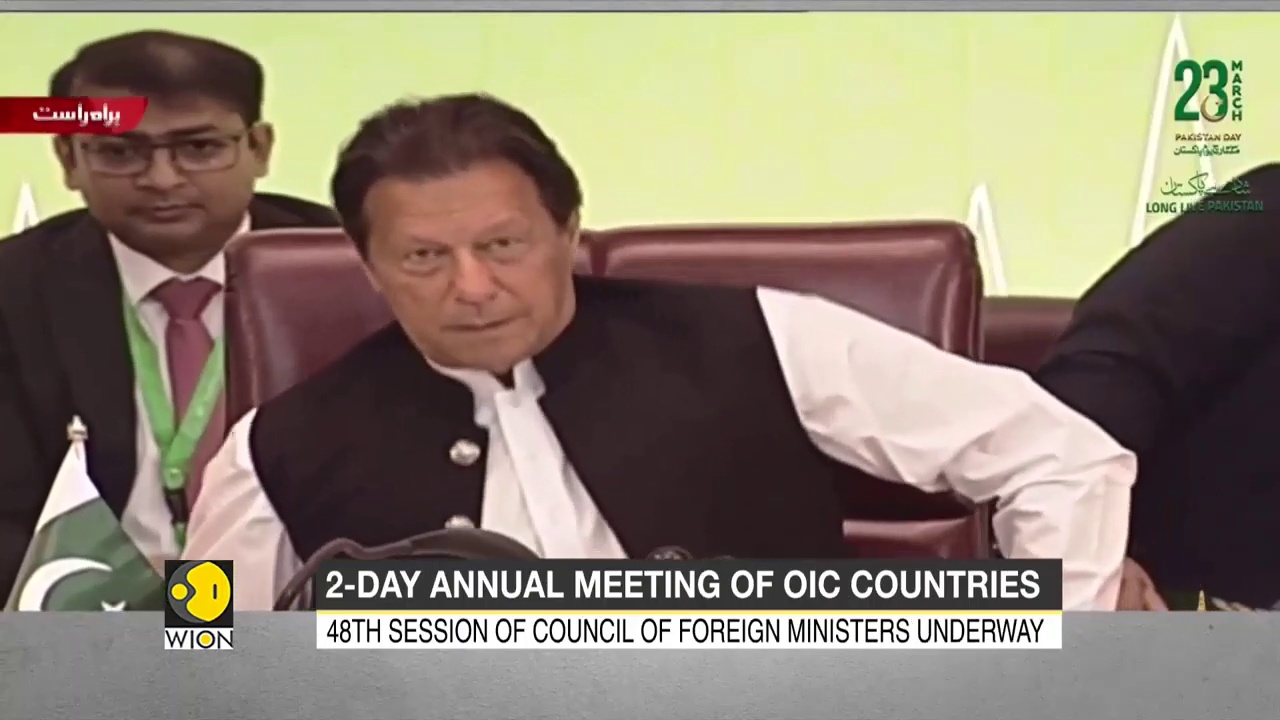 براہ راست
23 MARCH
PAKISTAN DAY
LONG LIVE PAKISTAN
WION
2-DAY ANNUAL MEETING OF OIC COUNTRIES
48TH SESSION OF COUNCIL OF FOREIGN MINISTERS UNDERWAY